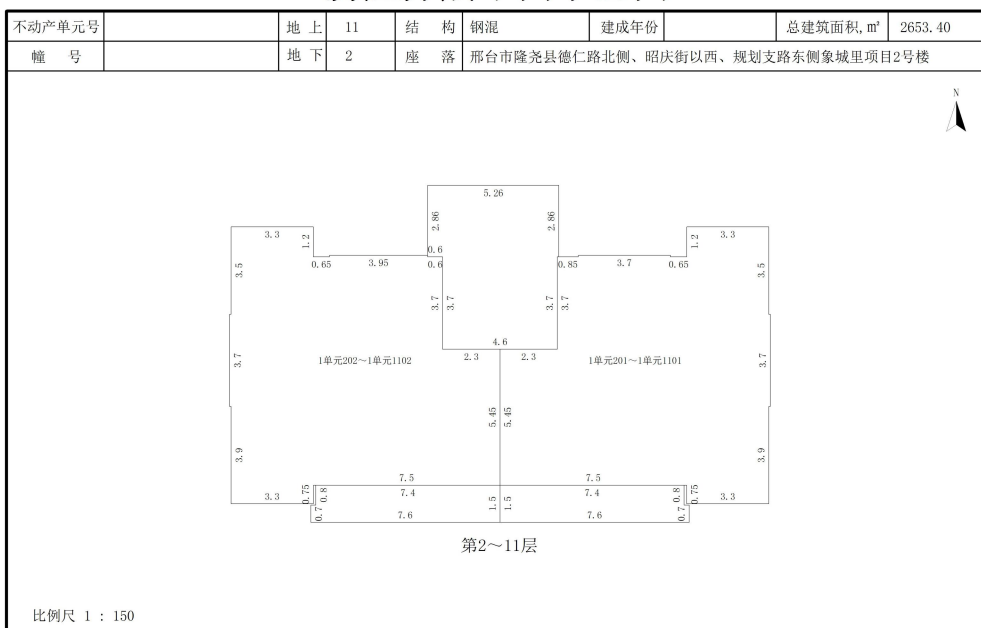 不动产单元号 地上 11 结构 钢混 建成年份 总建筑面积,㎡ 2653.40
幢号 地下 2 座落 邢台市隆尧县德仁路北侧、昭庆街以西、规划支路东侧象城里项目2号楼
N
5.26
2.86 2.86
3.3 1.2 1.2 3.3
0.6
0.65 3.95 0.6 0.85 3.7 0.65
3.5 3.5
3.7 3.7 3.7 3.7
4.6
2.3 2.3
3.7 1单元202～1单元1102 1单元201～1单元1101 3.7
5.45 5.45
3.9 3.9
7.5 7.5
3.3 0.75 0.8 7.4 1.5 1.5 7.4 0.8 0.75 3.3
0.7 7.6 7.6 0.7
第2～11层
比例尺 1 : 150